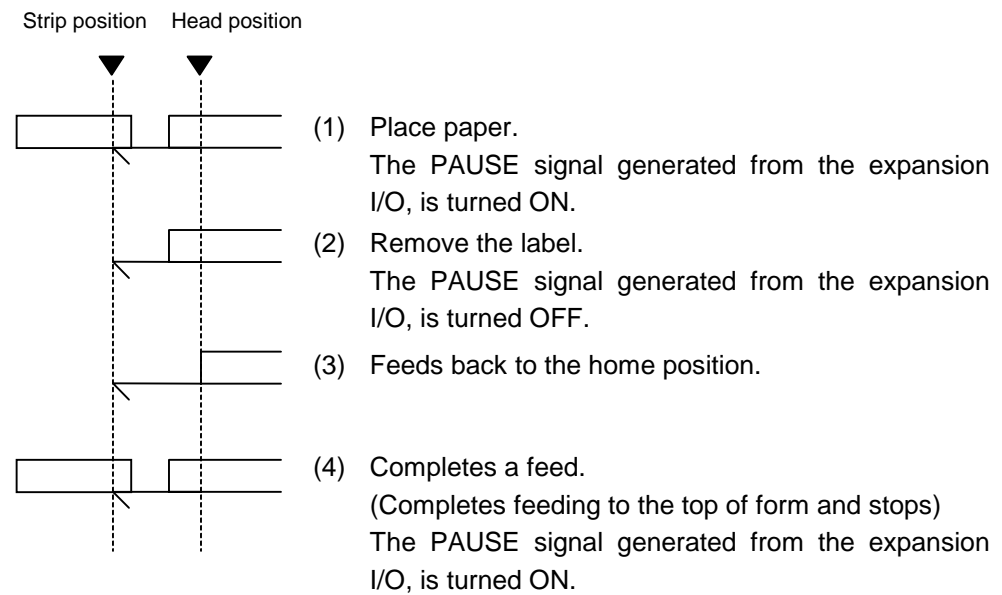 Strip position Head position
(1) Place paper.
The PAUSE signal generated from the expansion
I/O, is turned ON.
(2) Remove the label.
The PAUSE signal generated from the expansion
I/O, is turned OFF.
(3) Feeds back to the home position.
(4) Completes a feed.
(Completes feeding to the top of form and stops)
The PAUSE signal generated from the expansion
I/O, is turned ON.